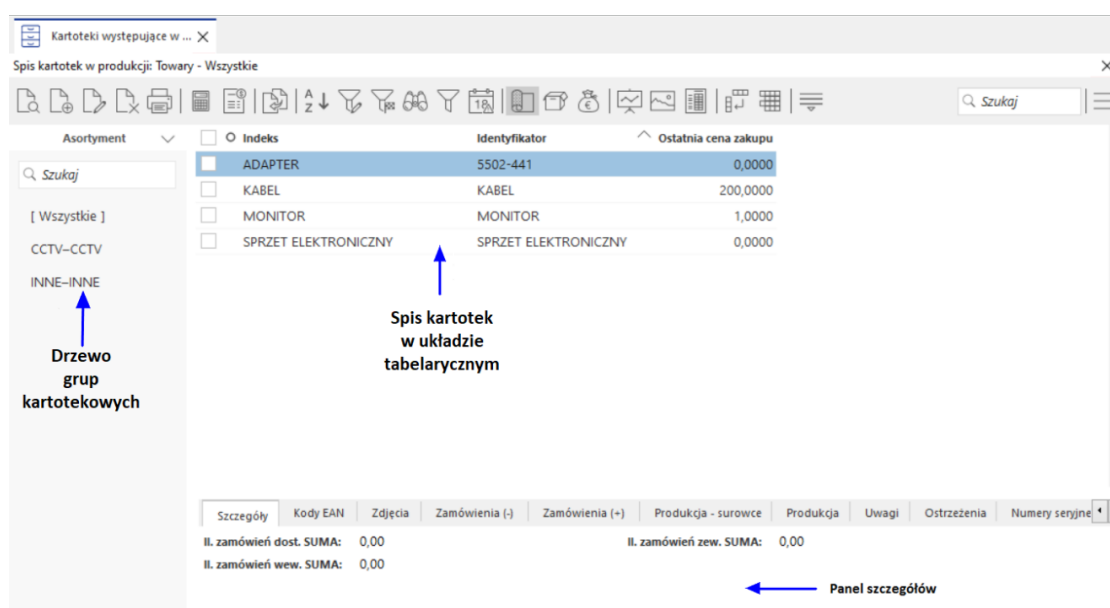 Kartoteki występujące w ...
Spis kartotek w produkcji: Towary - Wszystkie
Szukaj
Asortyment
Indeks Identyfikator Ostatnia cena zakupu
Szukaj
ADAPTER 5502-441 0,0000
KABEL KABEL 200,0000
[ Wszystkie ]
MONITOR MONITOR 1,0000
CCTV–CCTV
SPRZET ELEKTRONICZNY SPRZET ELEKTRONICZNY 0,0000
INNE–INNE
Spis kartotek
w układzie
tabelarycznym
Drzewo
grup
kartotekowych
Szczegóły Kody EAN Zdjęcia Zamówienia (-) Zamówienia (+) Produkcja - surowce Produkcja Uwagi Ostrzeżenia Numery seryjne
Il. zamówień dost. SUMA: 0,00 Il. zamówień zew. SUMA: 0,00
Il. zamówień wew. SUMA: 0,00
Panel szczegółów